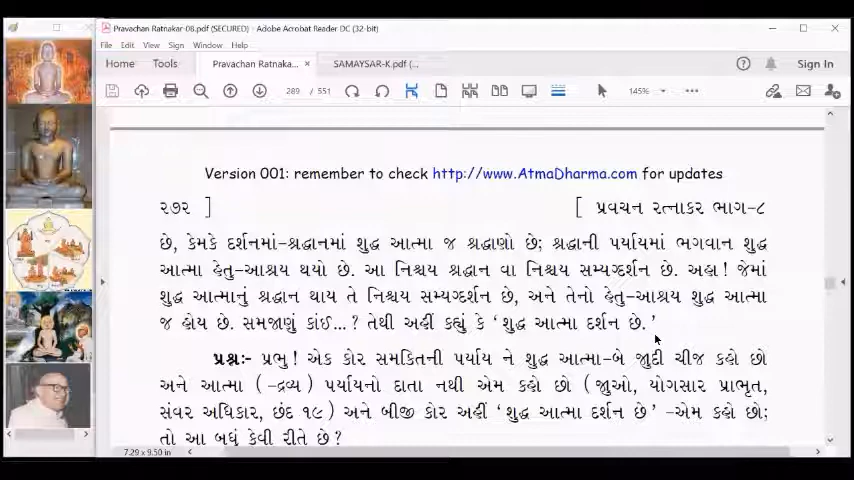 Pravachan Ratnakar-08.pdf (SECURED) - Adobe Acrobat Reader DC (32-bit)
File Edit View Sign Window Help
Home Tools Pravachan Ratnaka... × SAMAYSAR-K.pdf (... Sign In
289 / 551 145%
Version 001: remember to check http://www.AtmaDharma.com for updates
૨૭૨ ] [ પ્રવચન રત્નાકર ભાગ-૮
છે, કેમકે દર્શનમાં-શ્રદ્ધાનમાં શુદ્ધ આત્મા જ શ્રદ્ધાણો છે; શ્રદ્ધાની પર્યાયમાં ભગવાન શુદ્ધ
આત્મા હેતુ-આશ્રય થયો છે. આ નિશ્ચય શ્રદ્ધાન વા નિશ્ચય સમ્યગ્દર્શન છે. અહા! જેમાં
શુદ્ધ આત્માનું શ્રદ્ધાન થાય તે નિશ્ચય સમ્યગ્દર્શન છે, અને તેનો હેતુ-આશ્રય શુદ્ધ આત્મા
જ હોય છે. સમજાણું કાંઈ...? તેથી અહીં કહ્યું કે ‘શુદ્ધ આત્મા દર્શન છે.’
પ્રશ્ન:- પ્રભુ! એક કોર સમકિતની પર્યાય ને શુદ્ધ આત્મા-બે જુદી ચીજ કહો છો
અને આત્મા (-દ્રવ્ય) પર્યાયનો દાતા નથી એમ કહો છો (જુઓ, યોગસાર પ્રાભૃત,
સંવર અધિકાર, છંદ ૧૯) અને બીજી કોર અહીં ‘શુદ્ધ આત્મા દર્શન છે’ -એમ કહો છો;
તો આ બધું કેવી રીતે છે?
7.29 x 9.50 in